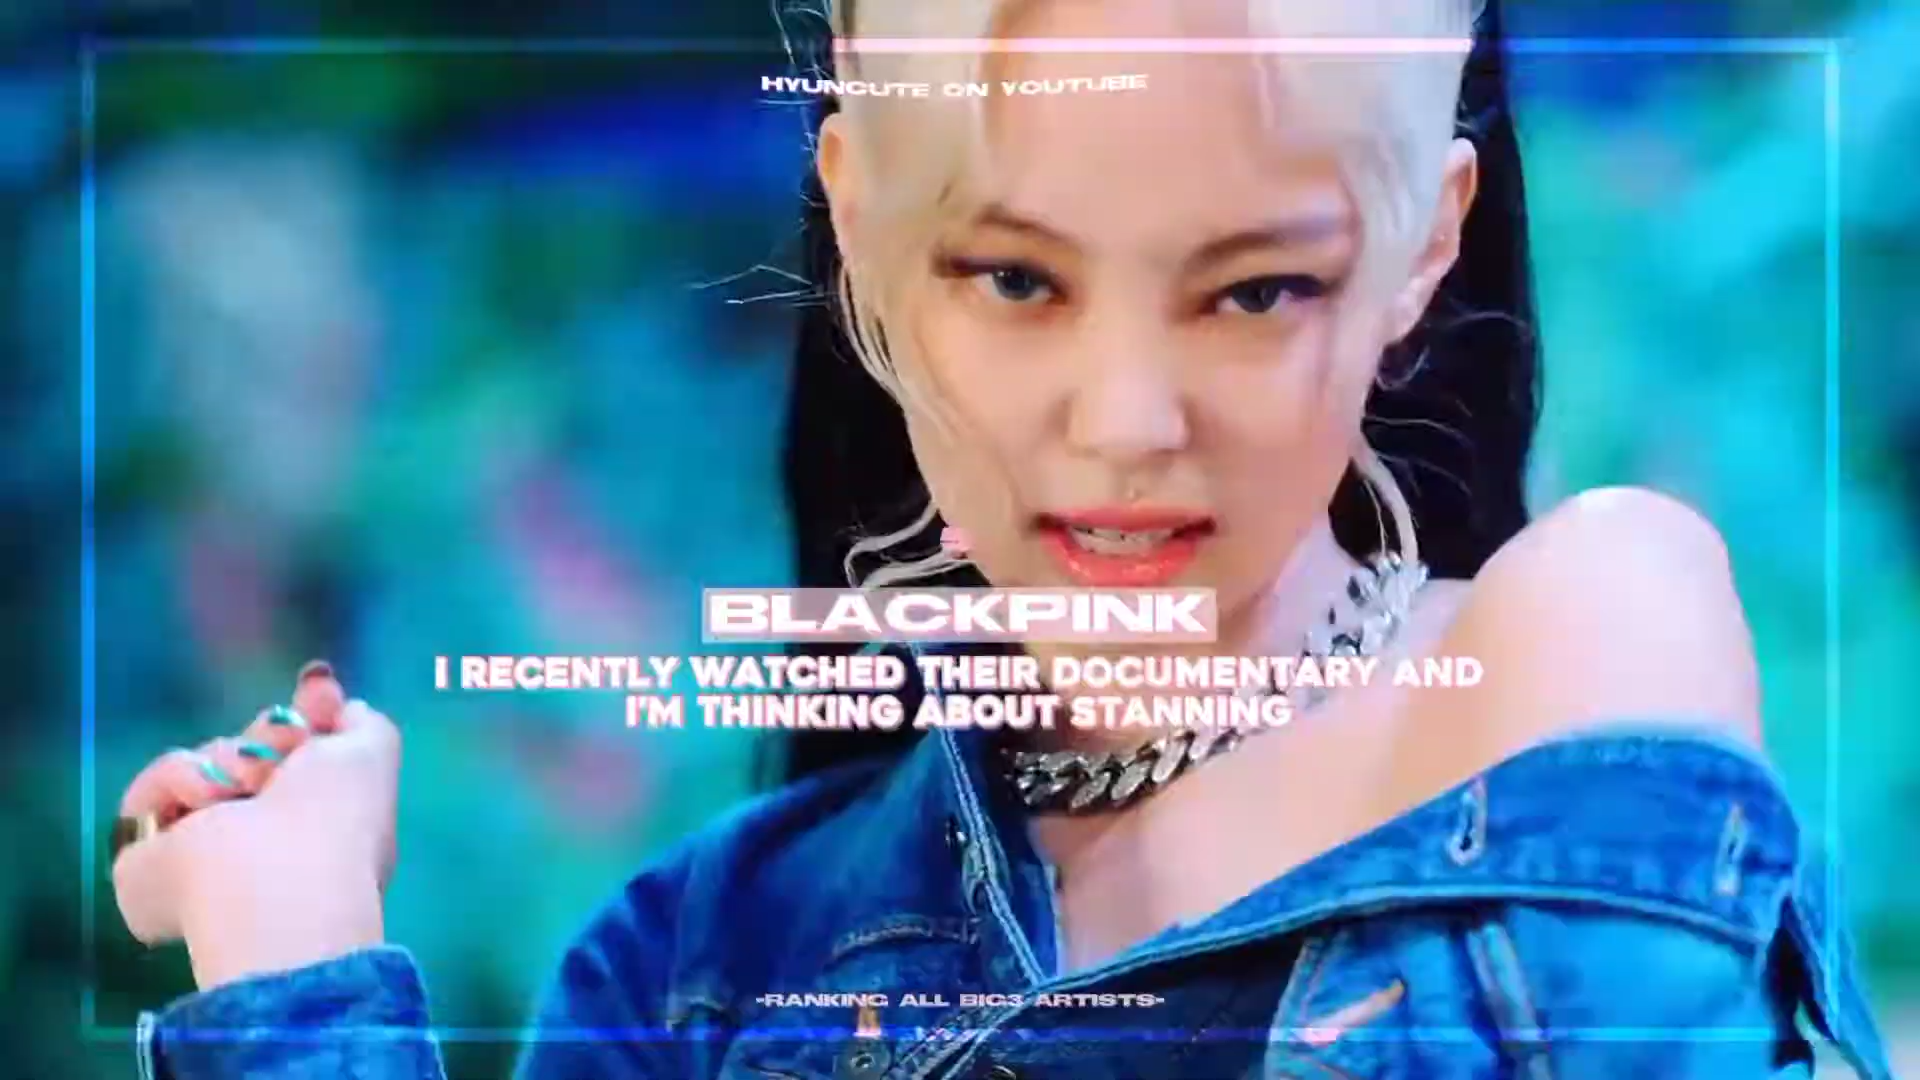 HYUNCUTE ON YOUTUBE
BLACKPINK
I RECENTLY WATCHED THEIR DOCUMENTARY AND
I'M THINKING ABOUT STANNING
-RANKING ALL BIG3 ARTISTS-